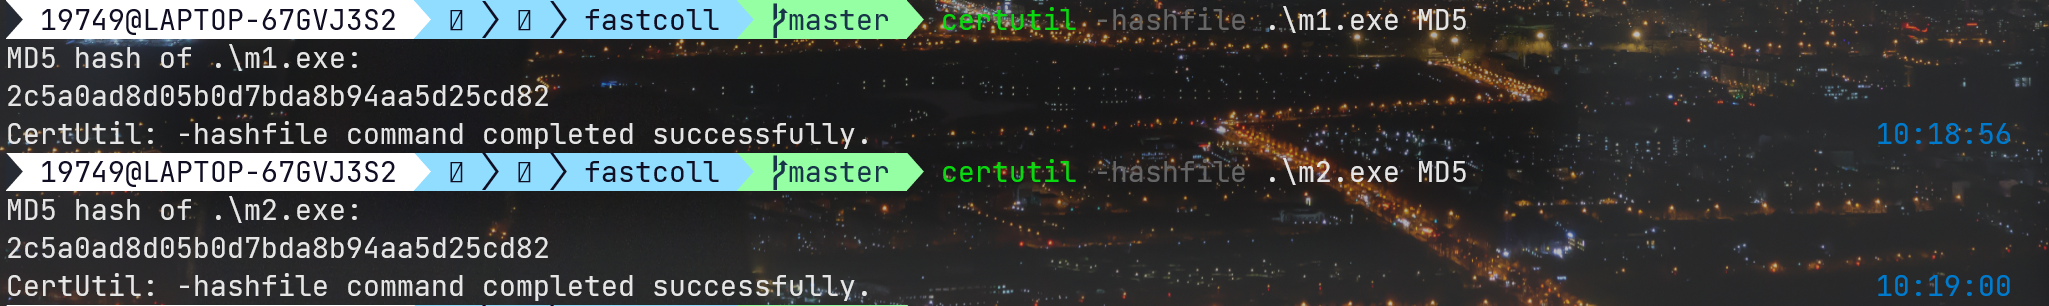 19749@LAPTOP-67GVJ3S2 fastcoll master certutil -hashfile .\m1.exe MD5
MD5 hash of .\m1.exe:
2c5a0ad8d05b0d7bda8b94aa5d25cd82
CertUtil: -hashfile command completed successfully. 10:18:56
19749@LAPTOP-67GVJ3S2 fastcoll master certutil -hashfile .\m2.exe MD5
MD5 hash of .\m2.exe:
2c5a0ad8d05b0d7bda8b94aa5d25cd82
CertUtil: -hashfile command completed successfully. 10:19:00